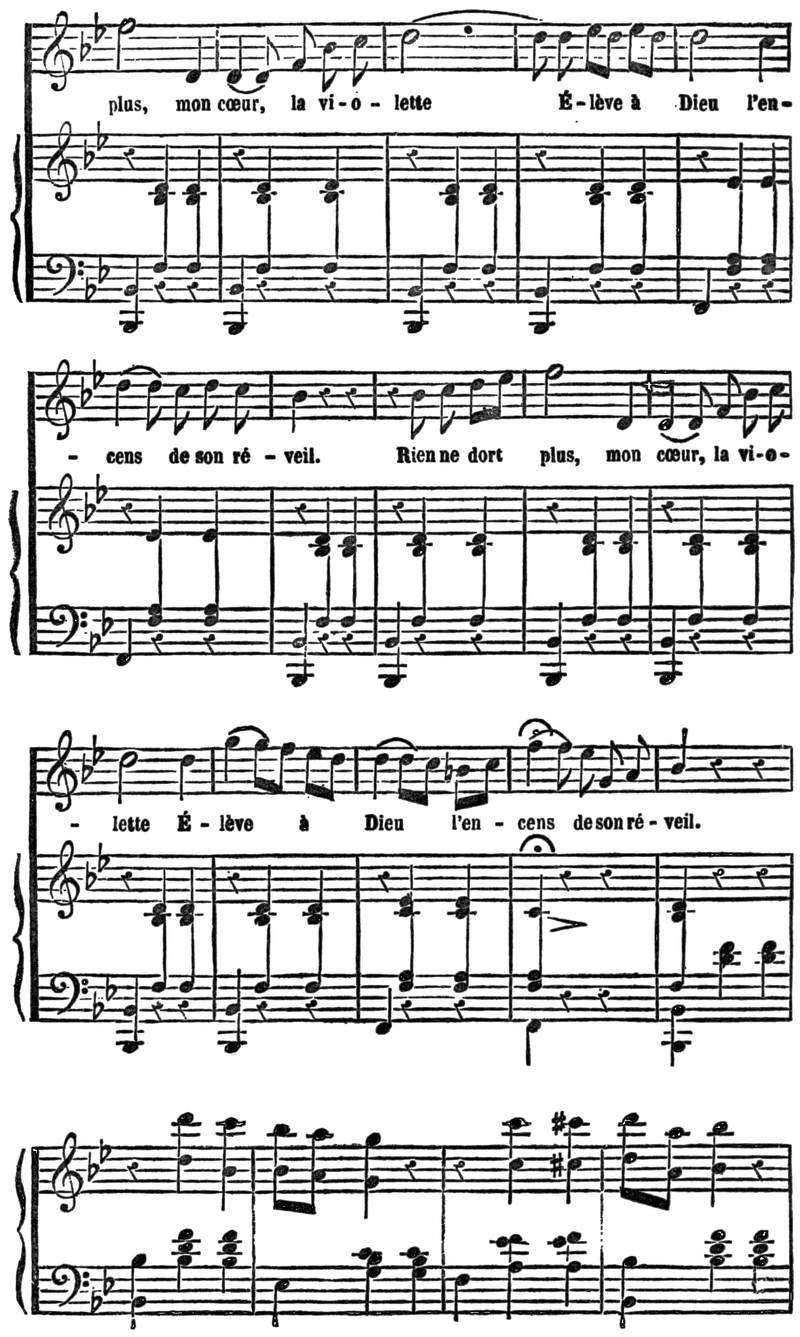 plus, mon cœur, la vi-o-lette É-lève à Dieu l'en-
- cens de son ré-veil. Rien ne dort plus, mon cœur, la vi-o-
- lette É-lève à Dieu l'en-cens de son ré-veil.